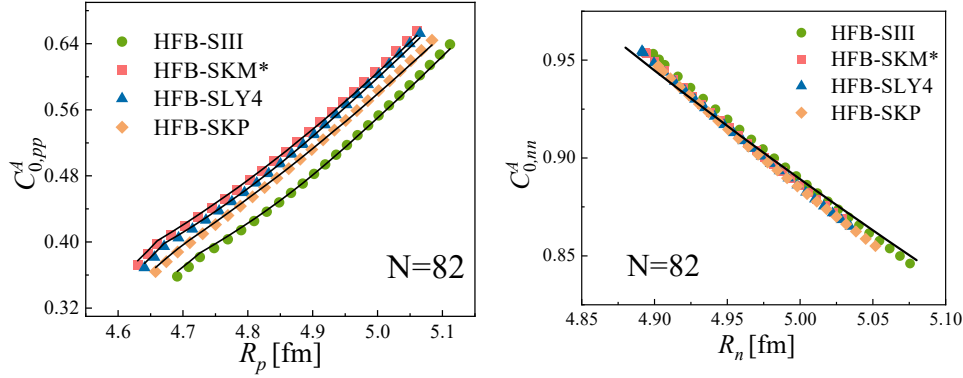 HFB-SIII
HFB-SKM*
HFB-SLY4
HFB-SKP
N=82
0.64
0.56
0.48
0.40
0.32
C^A_{0,pp}
4.6 4.7 4.8 4.9 5.0 5.1
R_p [fm]
HFB-SIII
HFB-SKM*
HFB-SLY4
HFB-SKP
N=82
0.95
0.90
0.85
C^A_{0,nn}
4.85 4.90 4.95 5.00 5.05 5.10
R_n [fm]